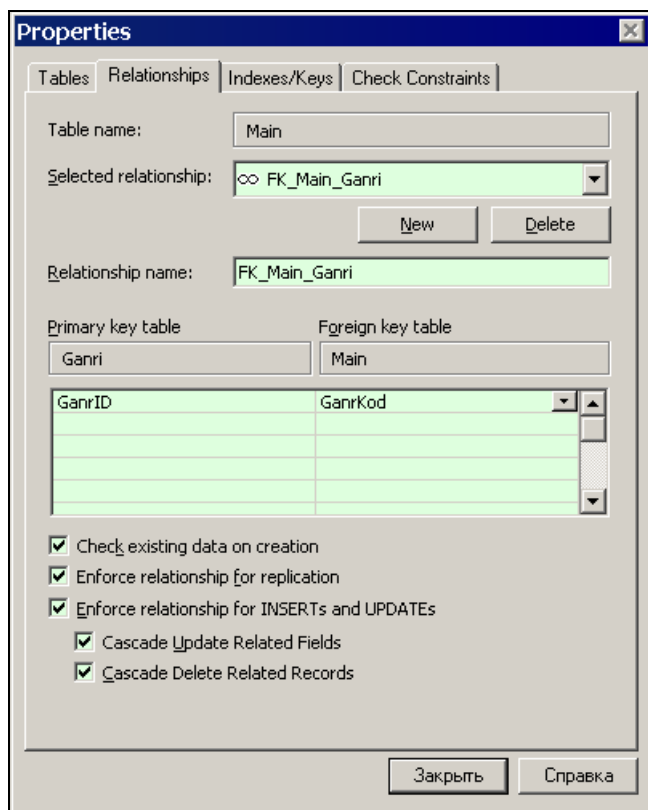 Properties
Tables Relationships Indexes/Keys Check Constraints
Table name: Main
Selected relationship: FK_Main_Ganri
New Delete
Relationship name: FK_Main_Ganri
Primary key table Foreign key table
Ganri Main
GanrID GanrKod
Check existing data on creation
Enforce relationship for replication
Enforce relationship for INSERTs and UPDATEs
Cascade Update Related Fields
Cascade Delete Related Records
Закрыть Справка